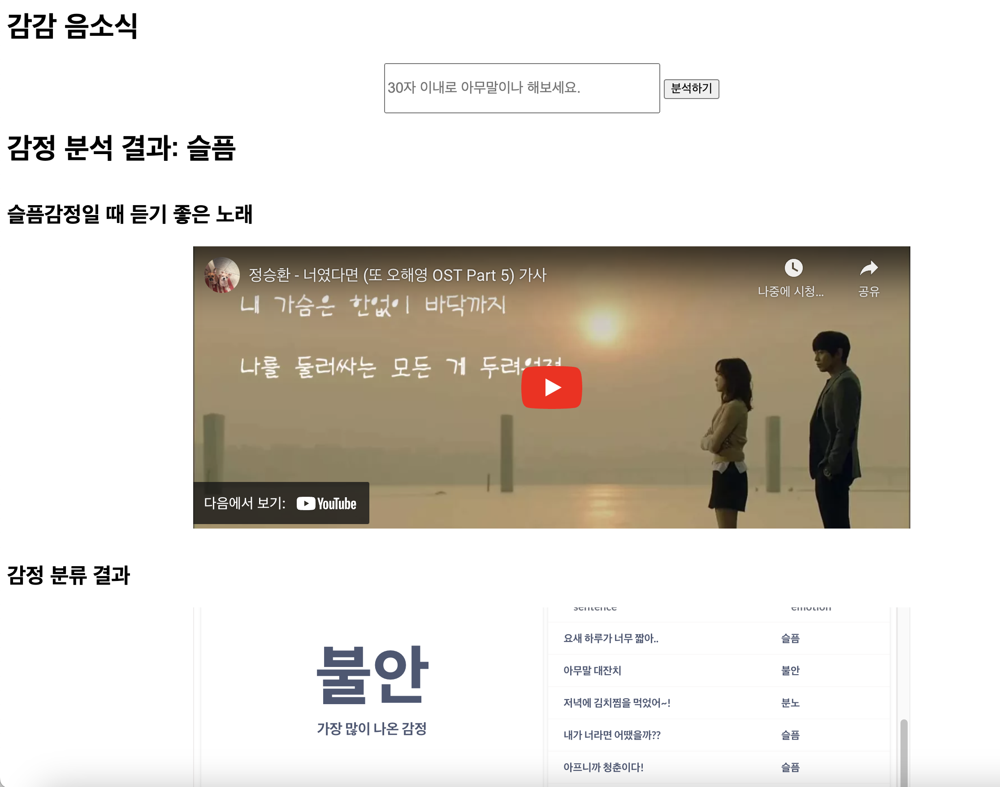 감감 음소식
30자 이내로 아무말이나 해보세요.
분석하기
감정 분석 결과: 슬픔
슬픔감정일 때 듣기 좋은 노래
정승환 - 너였다면 (또 오해영 OST Part 5) 가사
나중에 시청...
공유
내 가슴은 한없이 바닥까지
나를 둘러싸는 모든 게
다음에서 보기: YouTube
감정 분류 결과
sentence emotion
요새 하루가 너무 짧아.. 슬픔
아무말 대잔치 불안
저녁에 김치찜을 먹었어~! 분노
내가 너라면 어땠을까?? 슬픔
아프니까 청춘이다! 슬픔
불안
가장 많이 나온 감정